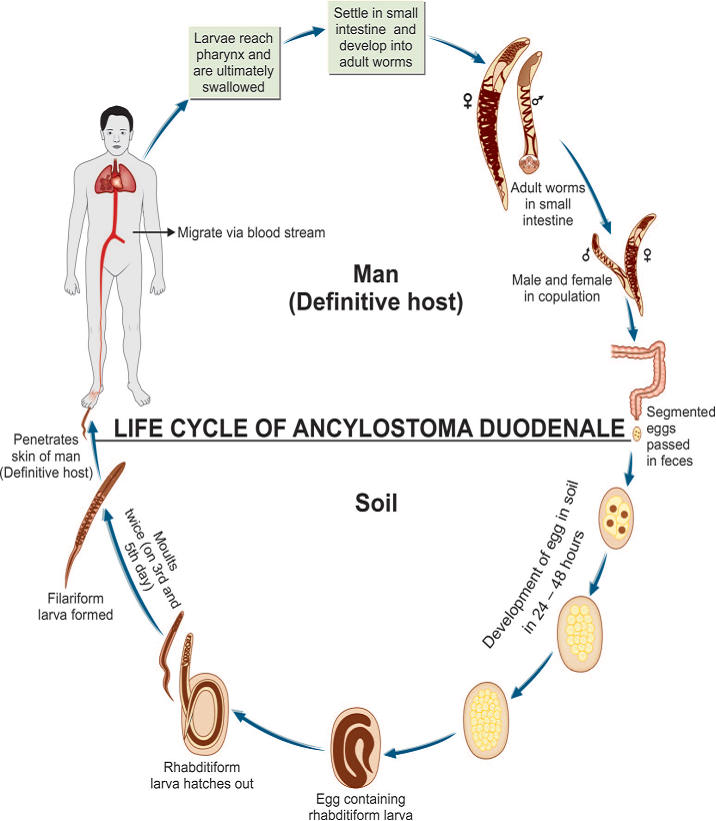 Larvae reach
pharynx and
are ultimately
swallowed
Settle in small
intestine and
develop into
adult worms
♀
♂
Adult worms
in small
intestine
Migrate via blood stream
Man
(Definitive host)
♂
♀
Male and female
in copulation
LIFE CYCLE OF ANCYLOSTOMA DUODENALE
Segmented
eggs
passed
in feces
Penetrates
skin of man
(Definitive host)
Soil
Development of egg in soil
in 24 – 48 hours
Moults
twice (on 3rd and
5th day)
Filariform
larva formed
Rhabditiform
larva hatches out
Egg containing
rhabditiform larva